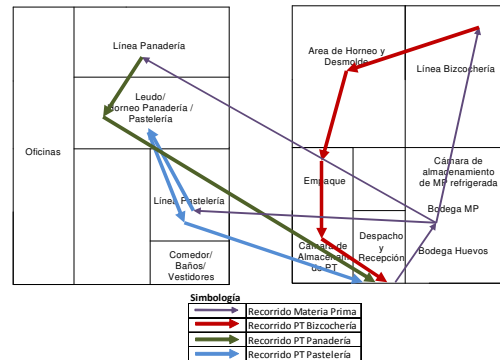 Línea Panadería
Leudo/
Horneo Panadería /
Pastelería
Oficinas
Línea Pastelería
Comedor/
Baños/
Vestidores
Area de Horneo y
Desmolde
Línea Bizcochería
Cámara de
almacenamiento
de MP refrigerada
Empaque
Bodega MP
Despacho
y
Recepción
Bodega Huevos
Cámara de
Almacenam
de PT
Simbología
Recorrido Materia Prima
Recorrido PT Bizcochería
Recorrido PT Panadería
Recorrido PT Pastelería